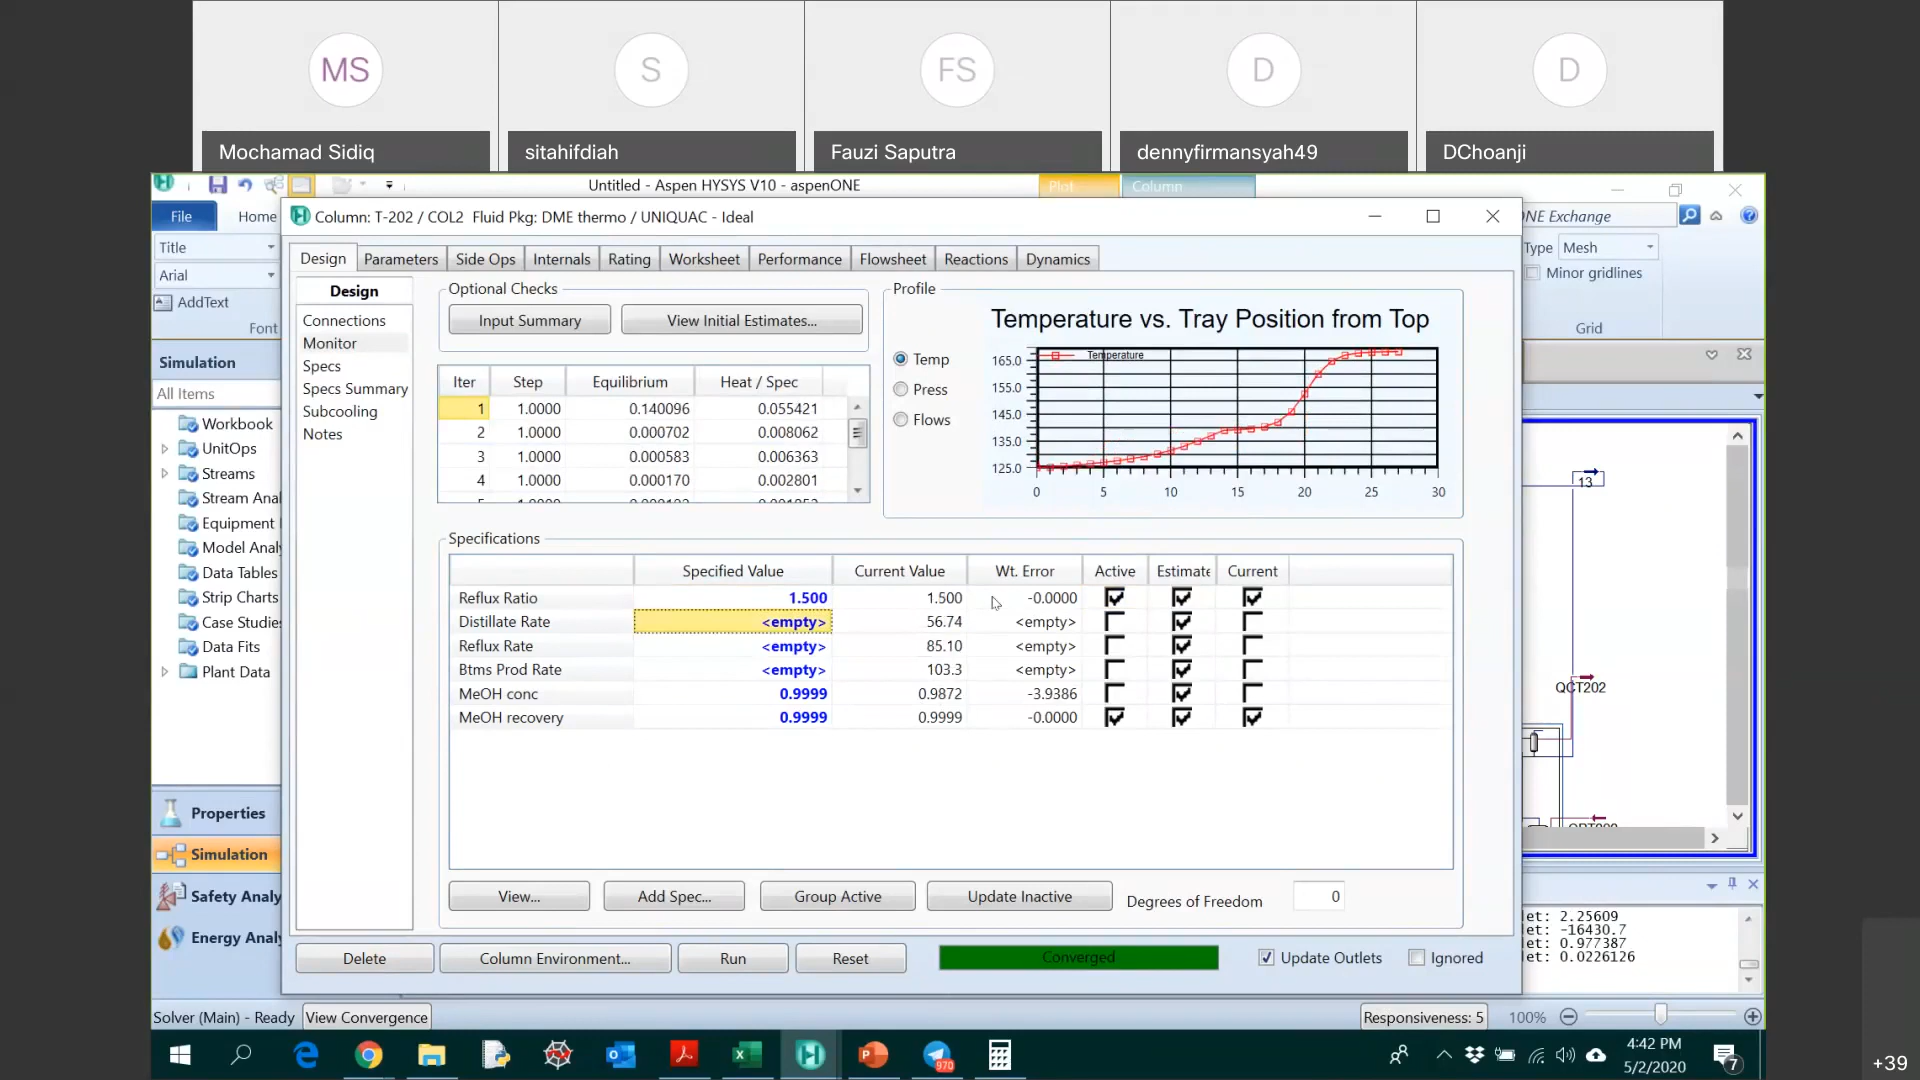 MS
S
FS
D
D
Mochamad Sidiq
sitahifdiah
Fauzi Saputra
dennyfirmansyah49
DChoanji
Untitled - Aspen HYSYS V10 - aspenONE
Plot
Column
File
Home
Column: T-202 / COL2 Fluid Pkg: DME thermo / UNIQUAC - Ideal
NE Exchange
Title
Arial
AddText
Font
Type
Mesh
Minor gridlines
Grid
Design
Parameters
Side Ops
Internals
Rating
Worksheet
Performance
Flowsheet
Reactions
Dynamics
Simulation
All Items
Workbook
UnitOps
Streams
Stream Anal
Equipment
Model Analy
Data Tables
Strip Charts
Case Studies
Data Fits
Plant Data
Properties
Simulation
Safety Analy
Energy Analy
Design
Connections
Monitor
Specs
Specs Summary
Subcooling
Notes
Optional Checks
Input Summary
View Initial Estimates...
Iter Step Equilibrium Heat / Spec
1 1.0000 0.140096 0.055421
2 1.0000 0.000702 0.008062
3 1.0000 0.000583 0.006363
4 1.0000 0.000170 0.002801
Profile
Temp
Press
Flows
Temperature vs. Tray Position from Top
Temperature
165.0
155.0
145.0
135.0
125.0
0 5 10 15 20 25 30
Specifications
Specified Value Current Value Wt. Error Active Estimate Current
Reflux Ratio 1.500 1.500 -0.0000
Distillate Rate <empty> 56.74 <empty>
Reflux Rate <empty> 85.10 <empty>
Btms Prod Rate <empty> 103.3 <empty>
MeOH conc 0.9999 0.9872 -3.9386
MeOH recovery 0.9999 0.9999 -0.0000
View...
Add Spec...
Group Active
Update Inactive
Degrees of Freedom
0
Delete
Column Environment...
Run
Reset
Converged
Update Outlets
Ignored
13
QCT202
let: 2.25609
let: -16430.7
let: 0.977387
let: 0.0226126
Solver (Main) - Ready
View Convergence
Responsiveness: 5
100%
970
4:42 PM
5/2/2020
7
+39